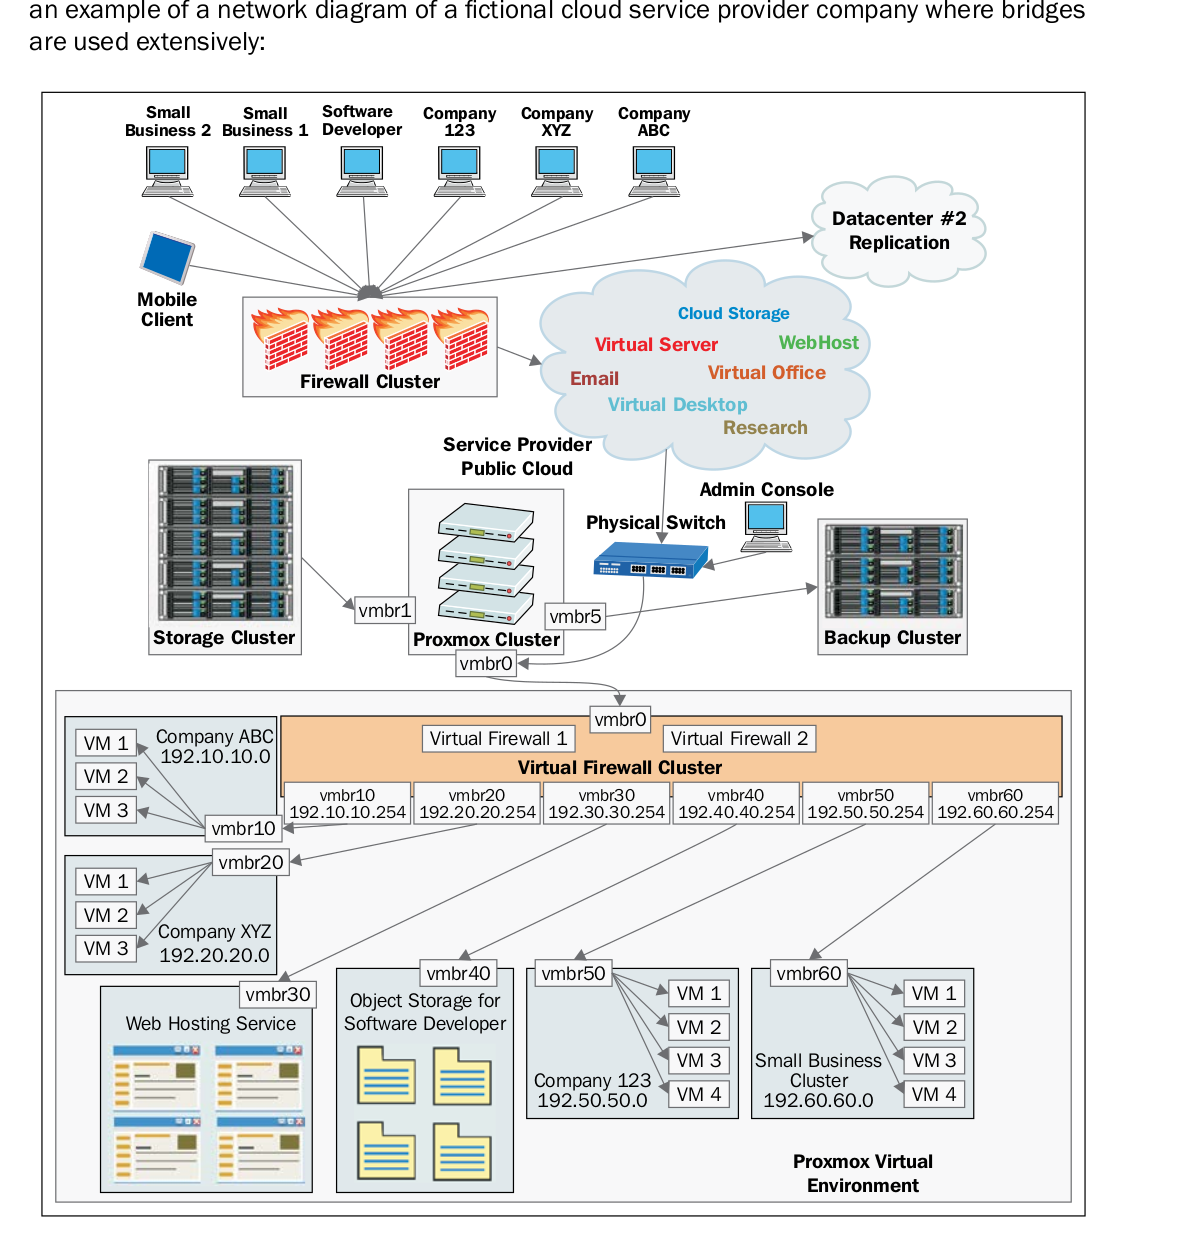 an example of a network diagram of a fictional cloud service provider company where bridges
are used extensively:
Small
Business 2
Small
Business 1
Software
Developer
Company
123
Company
XYZ
Company
ABC
Datacenter #2
Replication
Mobile
Client
Firewall Cluster
Cloud Storage
Virtual Server
WebHost
Email
Virtual Office
Virtual Desktop
Research
Service Provider
Public Cloud
Admin Console
Physical Switch
Storage Cluster
vmbr1
Proxmox Cluster
vmbr5
vmbr0
Backup Cluster
vmbr0
Virtual Firewall 1
Virtual Firewall 2
Virtual Firewall Cluster
vmbr10
192.10.10.254
vmbr20
192.20.20.254
vmbr30
192.30.30.254
vmbr40
192.40.40.254
vmbr50
192.50.50.254
vmbr60
192.60.60.254
Company ABC
192.10.10.0
VM 1
VM 2
VM 3
vmbr10
vmbr20
VM 1
VM 2
VM 3
Company XYZ
192.20.20.0
vmbr30
Web Hosting Service
vmbr40
Object Storage for
Software Developer
vmbr50
VM 1
VM 2
VM 3
VM 4
Company 123
192.50.50.0
vmbr60
VM 1
VM 2
VM 3
VM 4
Small Business
Cluster
192.60.60.0
Proxmox Virtual
Environment